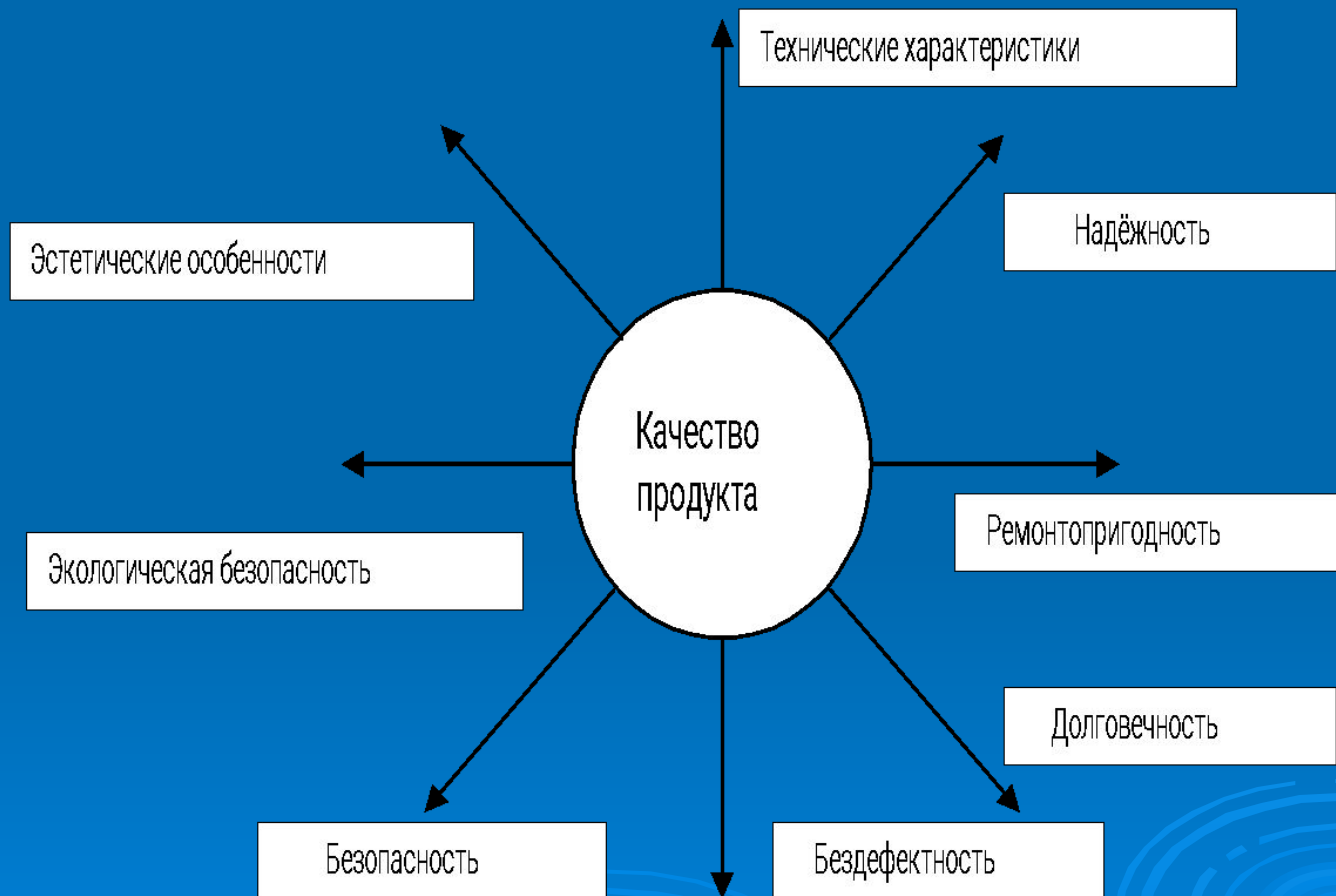 Технические характеристики
Надёжность
Эстетические особенности
Качество
продукта
Ремонтопригодность
Экологическая безопасность
Долговечность
Безопасность
Бездефектность